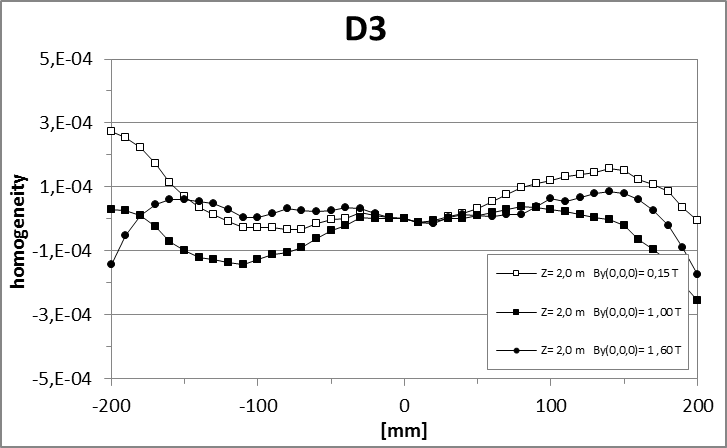 D3
5,E-04
3,E-04
1,E-04
-1,E-04
-3,E-04
-5,E-04
homogeneity
Z= 2,0 m By(0,0,0)= 0,15 T
Z= 2,0 m By(0,0,0)= 1,00 T
Z= 2,0 m By(0,0,0)= 1,60 T
-200 -100 0 100 200
[mm]